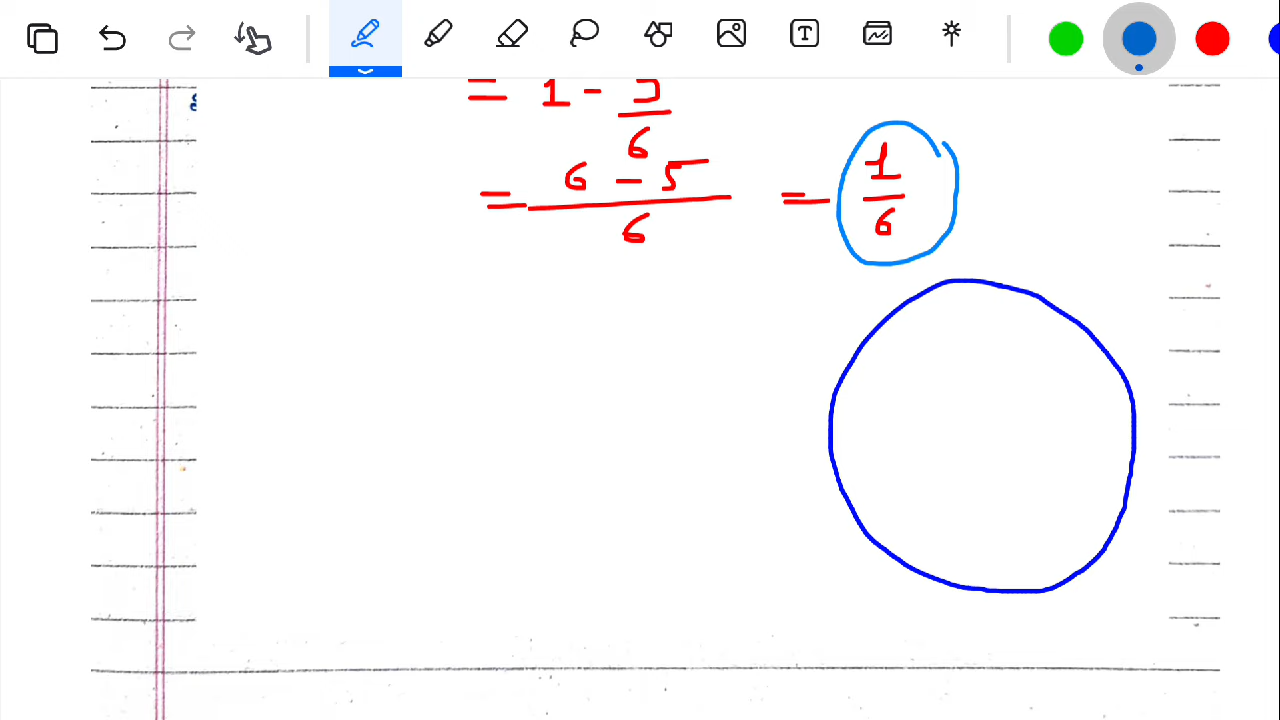 = 1 - 5/6
= 6 - 5/6 = 1/6